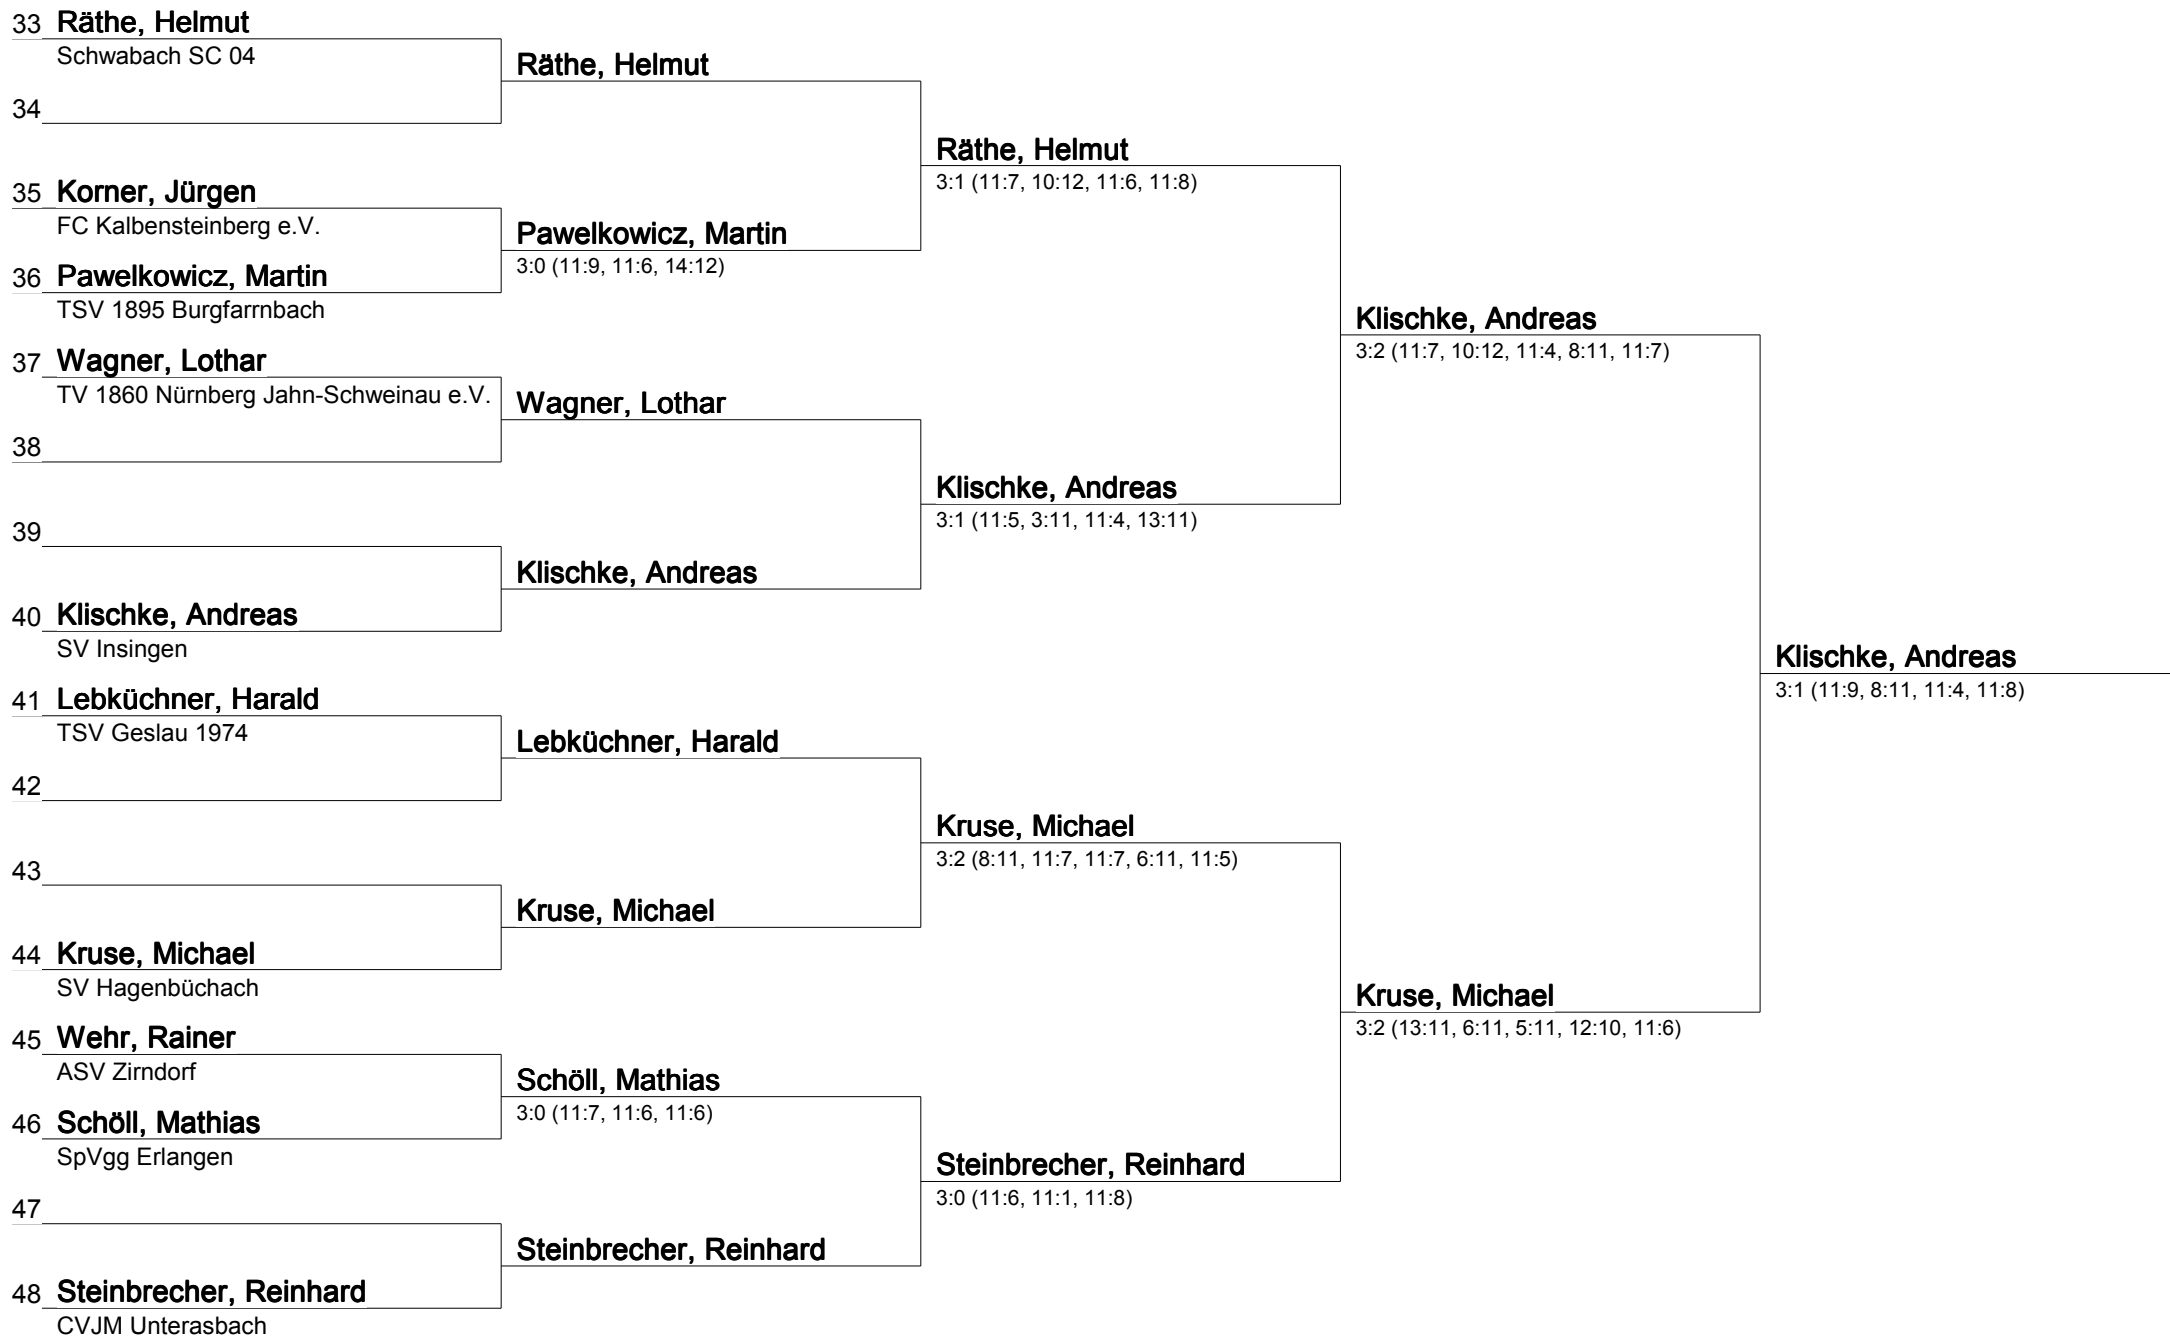 33 Räthe, Helmut
Schwabach SC 04
Räthe, Helmut
34
Räthe, Helmut
3:1 (11:7, 10:12, 11:6, 11:8)
35 Korner, Jürgen
FC Kalbensteinberg e.V.
Pawelkowicz, Martin
3:0 (11:9, 11:6, 14:12)
36 Pawelkowicz, Martin
TSV 1895 Burgfarrnbach
Klischke, Andreas
3:2 (11:7, 10:12, 11:4, 8:11, 11:7)
37 Wagner, Lothar
TV 1860 Nürnberg Jahn-Schweinau e.V.
Wagner, Lothar
38
Klischke, Andreas
3:1 (11:5, 3:11, 11:4, 13:11)
39
Klischke, Andreas
40 Klischke, Andreas
SV Insingen
Klischke, Andreas
3:1 (11:9, 8:11, 11:4, 11:8)
41 Lebküchner, Harald
TSV Geslau 1974
Lebküchner, Harald
42
Kruse, Michael
3:2 (8:11, 11:7, 11:7, 6:11, 11:5)
43
Kruse, Michael
44 Kruse, Michael
SV Hagenbüchach
Kruse, Michael
3:2 (13:11, 6:11, 5:11, 12:10, 11:6)
45 Wehr, Rainer
ASV Zirndorf
Schöll, Mathias
3:0 (11:7, 11:6, 11:6)
46 Schöll, Mathias
SpVgg Erlangen
Steinbrecher, Reinhard
3:0 (11:6, 11:1, 11:8)
47
Steinbrecher, Reinhard
48 Steinbrecher, Reinhard
CVJM Unterasbach